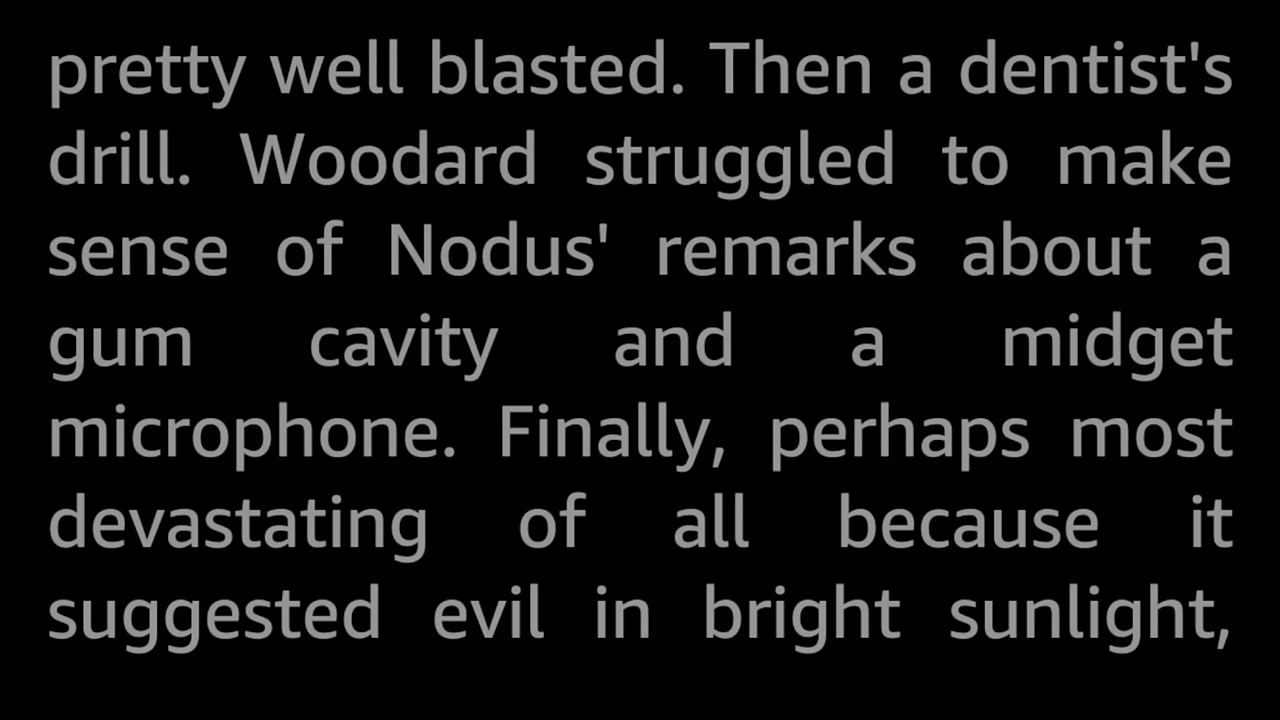 pretty well blasted. Then a dentist's
drill. Woodard struggled to make
sense of Nodus' remarks about a
gum cavity and a midget
microphone. Finally, perhaps most
devastating of all because it
suggested evil in bright sunlight,